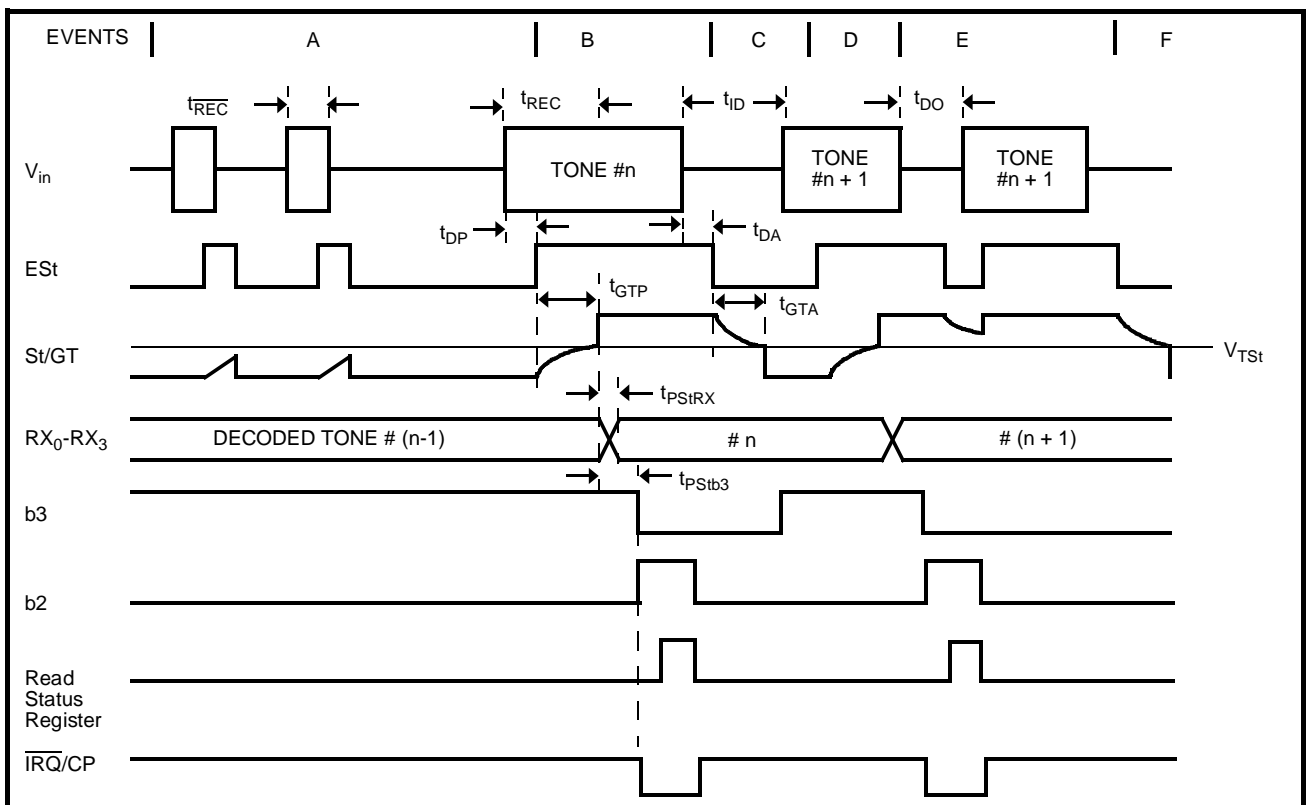 EVENTS A B C D E F
tREC tREC tID tDO
Vin TONE #n TONE #n + 1 TONE #n + 1
tDP tDA
ESt
tGTP tGTA
St/GT VTSt
tPStRX
RX0-RX3 DECODED TONE # (n-1) # n # (n + 1)
tPStb3
b3
b2
Read
Status
Register
IRQ/CP